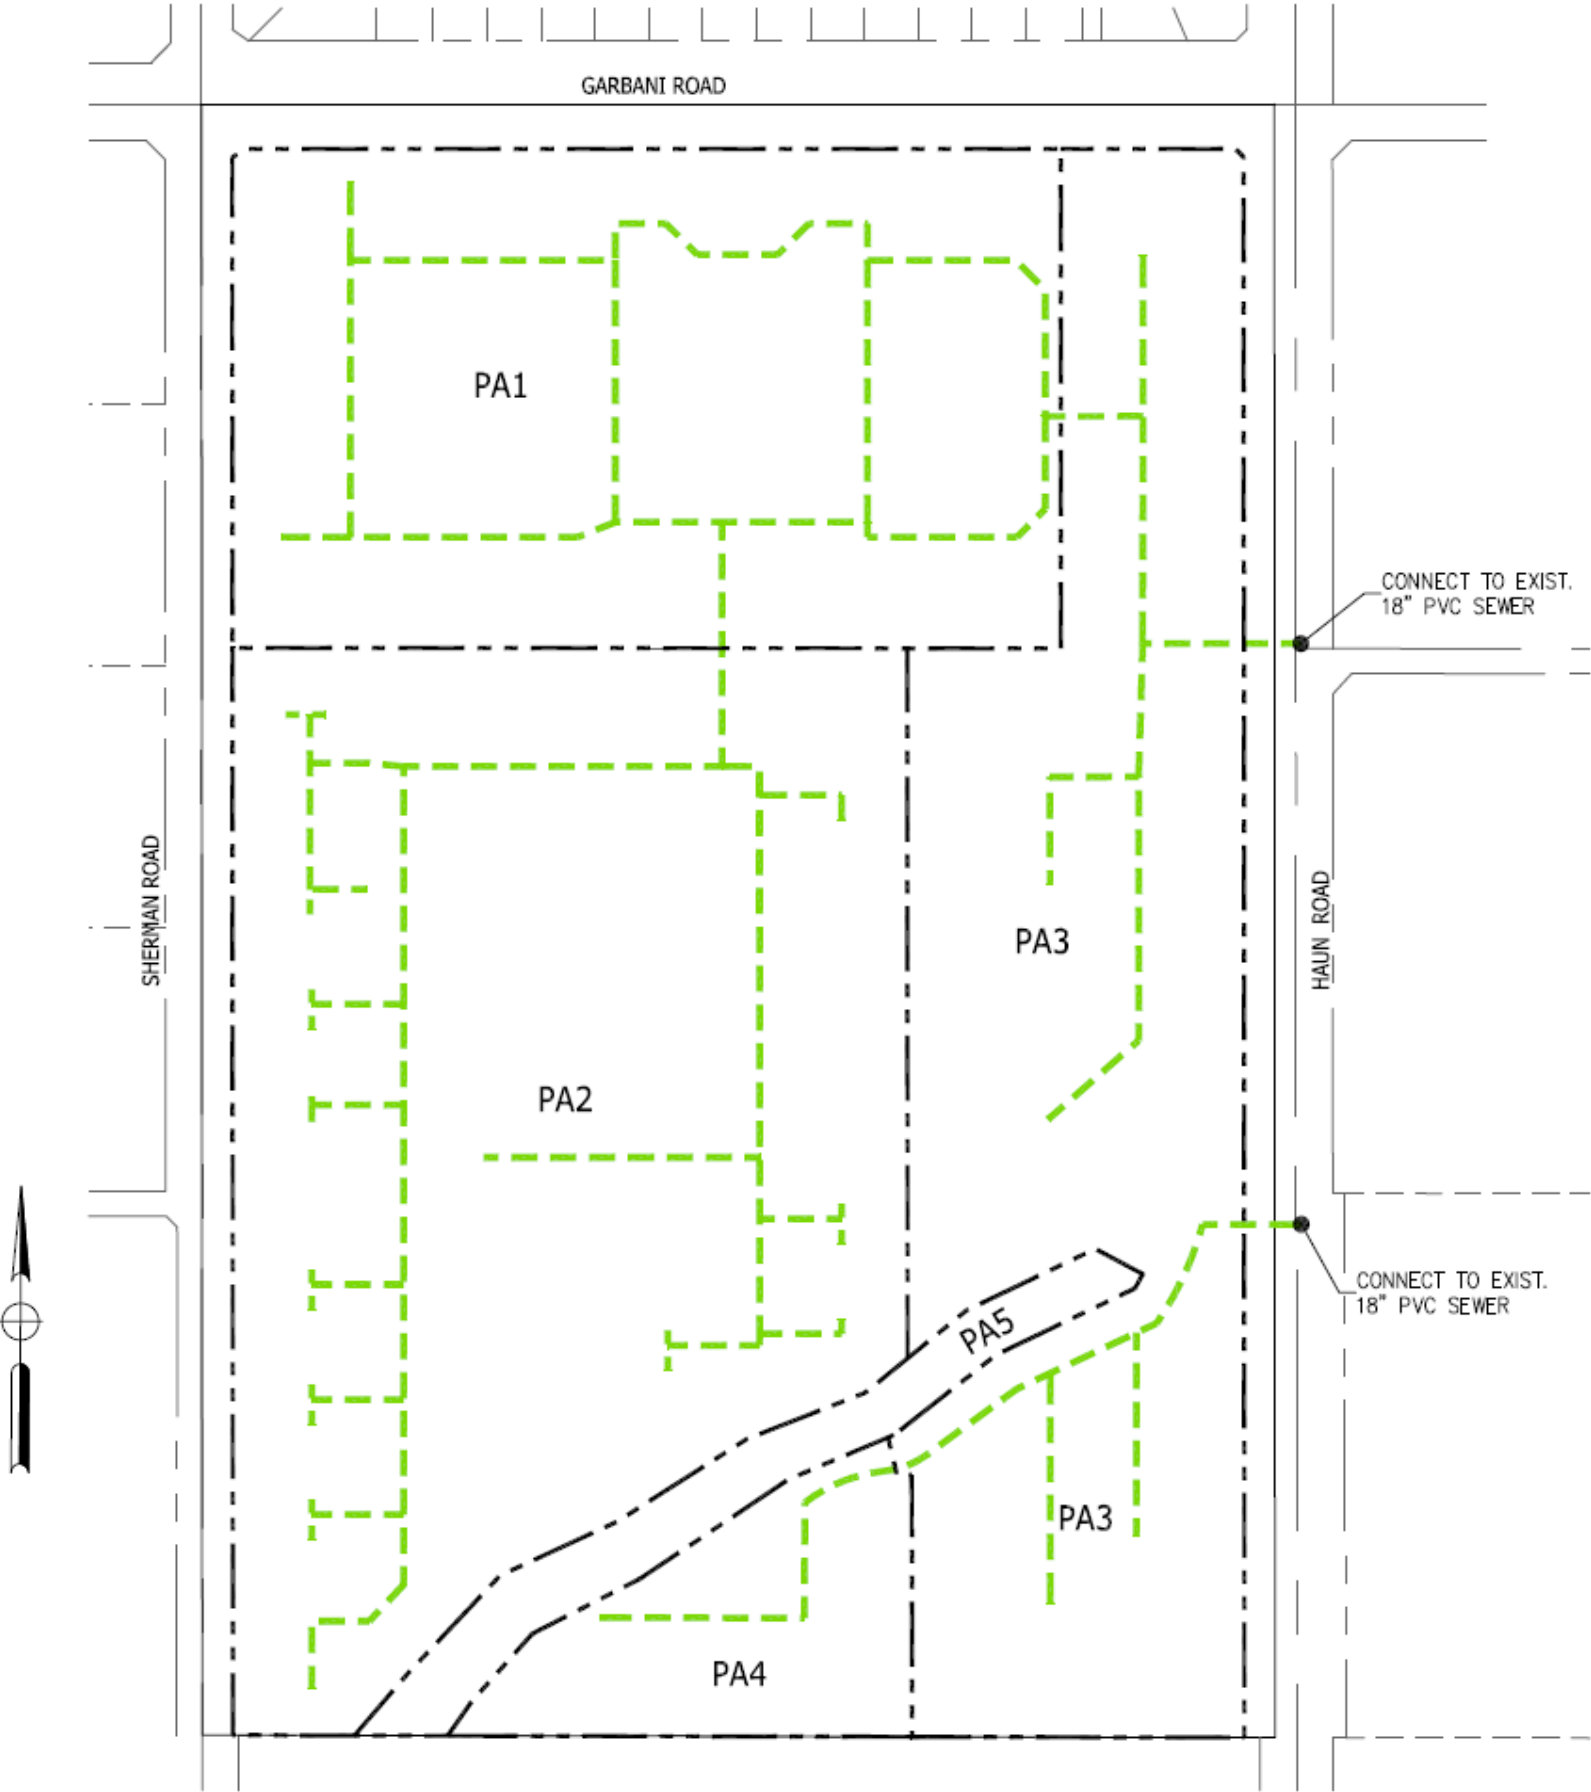 GARBANI ROAD
PA1
CONNECT TO EXIST.
18" PVC SEWER
SHERMAN ROAD
HAUN ROAD
PA3
PA2
CONNECT TO EXIST.
18" PVC SEWER
PA5
PA3
PA4